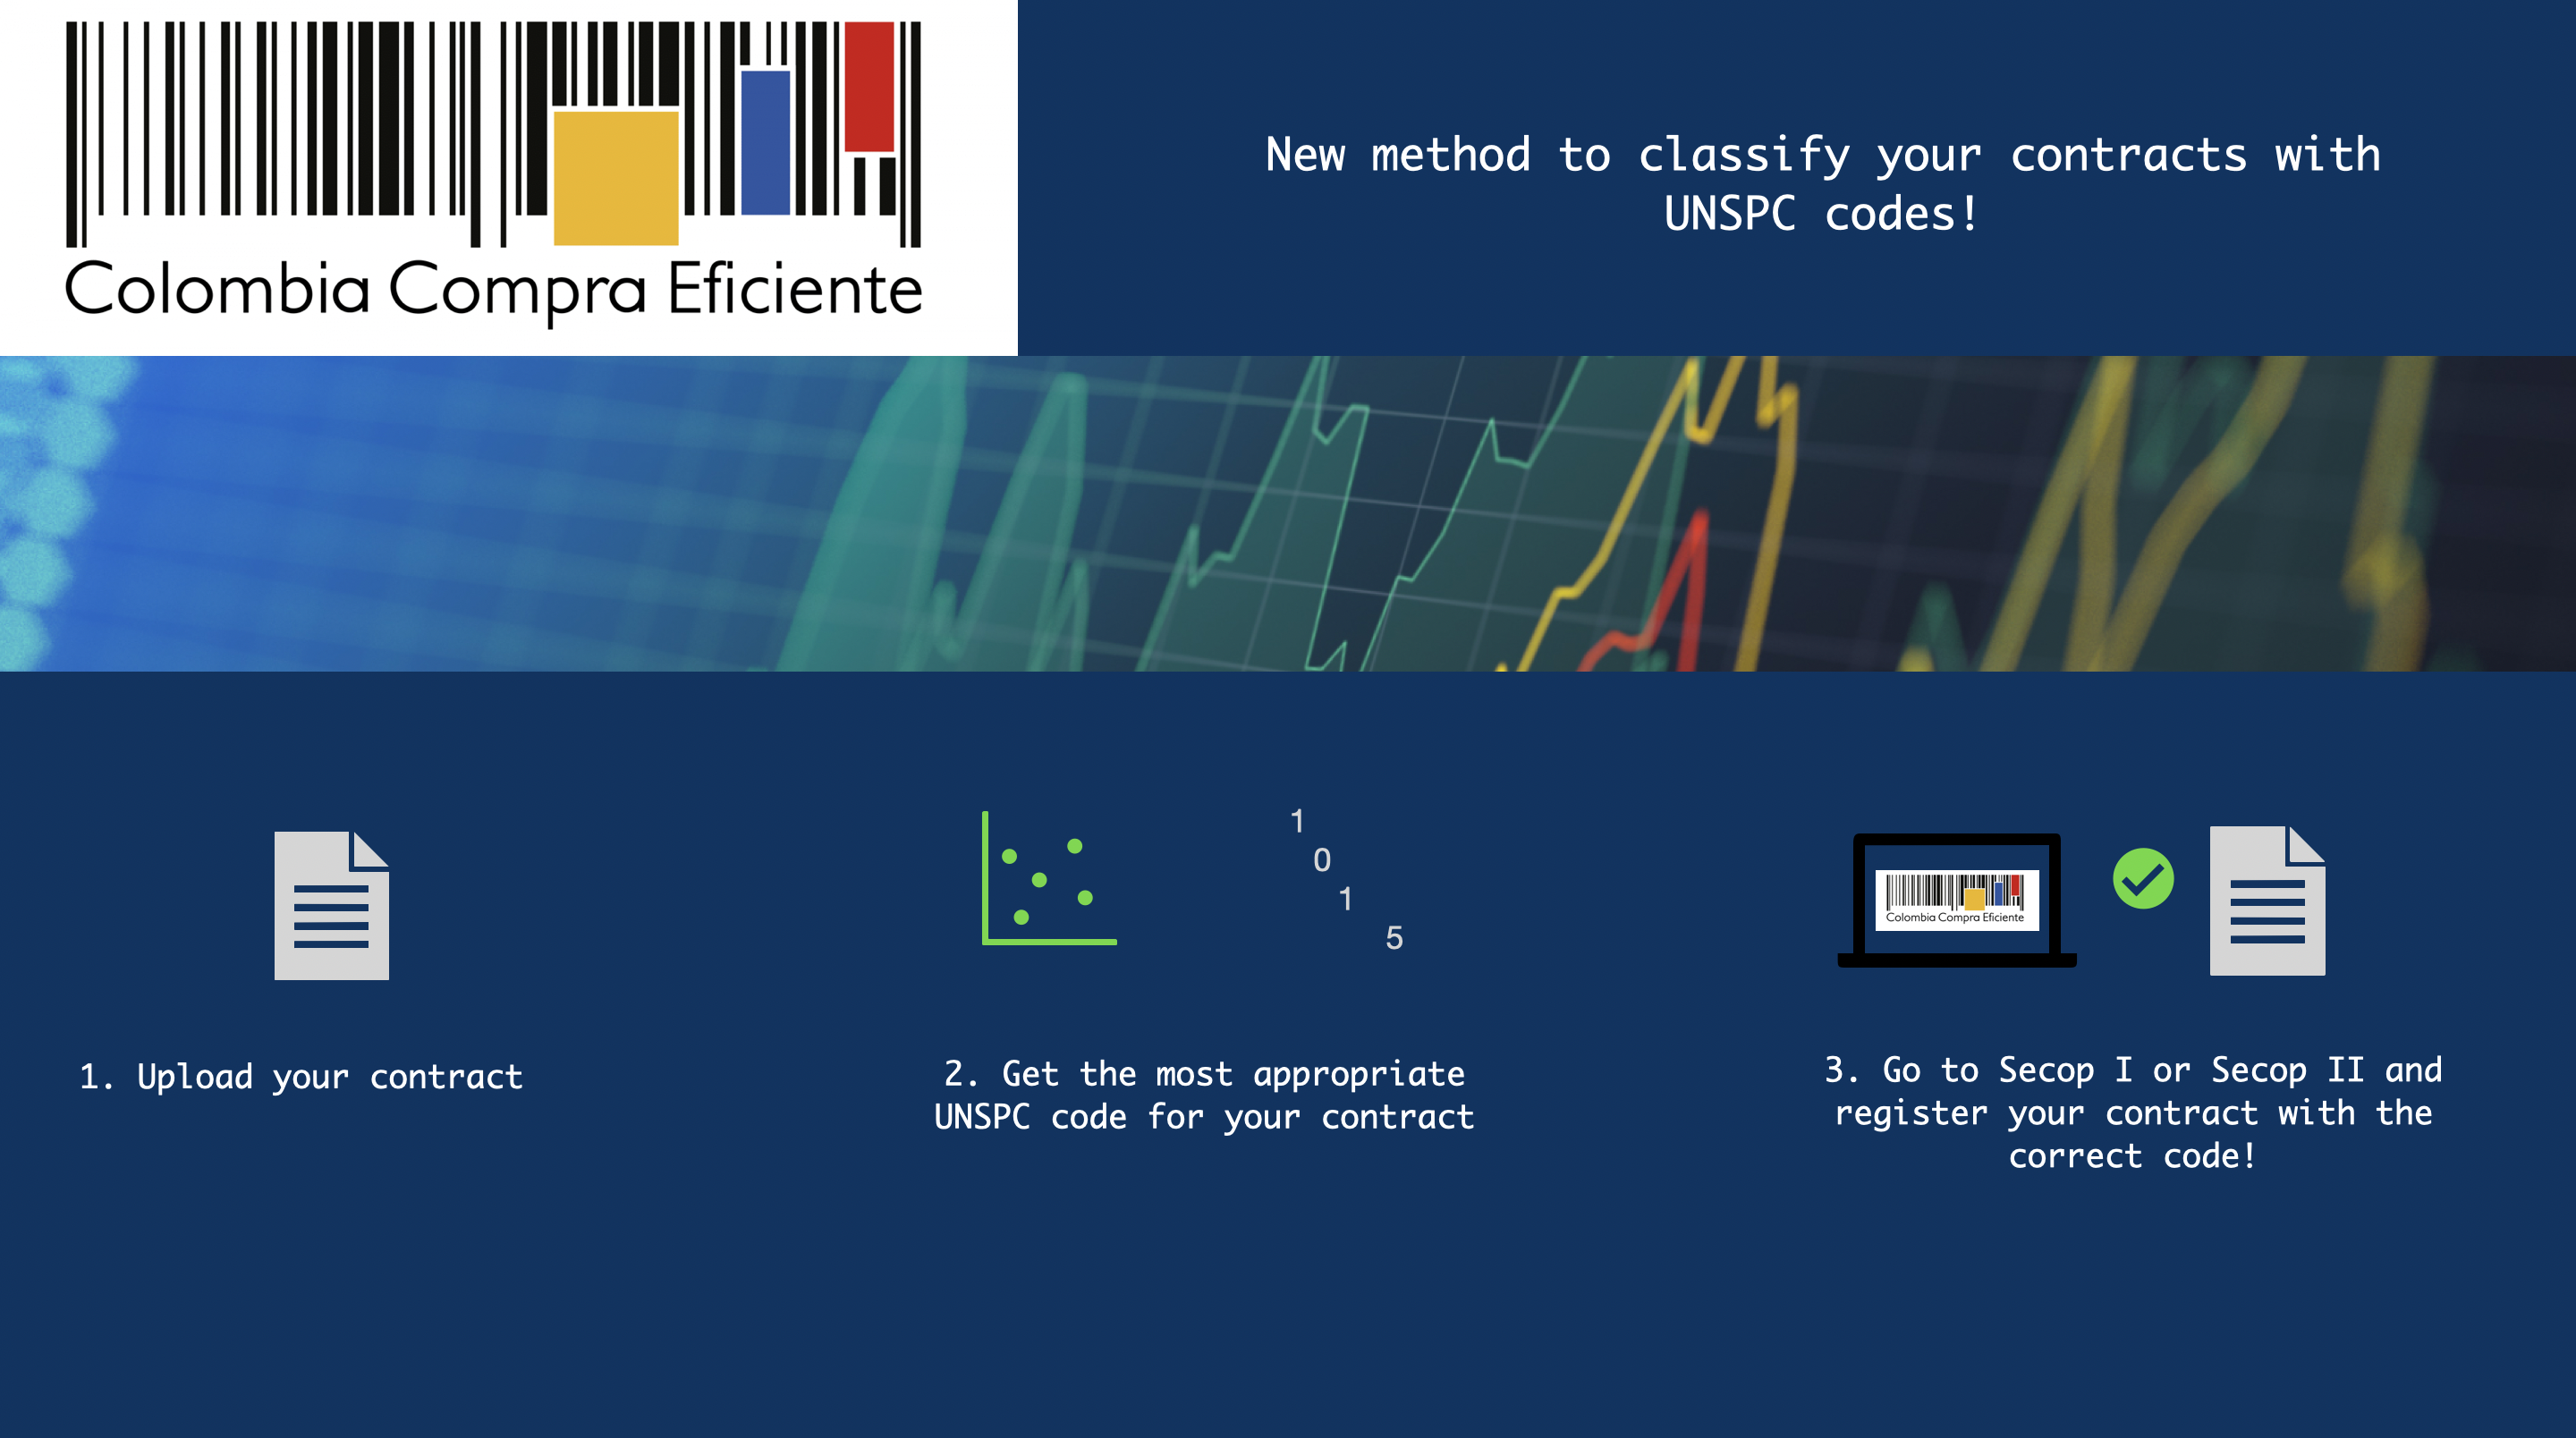 Colombia Compra Eficiente
New method to classify your contracts with
UNSPC codes!
1
0
1
5
Colombia Compra Eficiente
1. Upload your contract
2. Get the most appropriate
UNSPC code for your contract
3. Go to Secop I or Secop II and
register your contract with the
correct code!